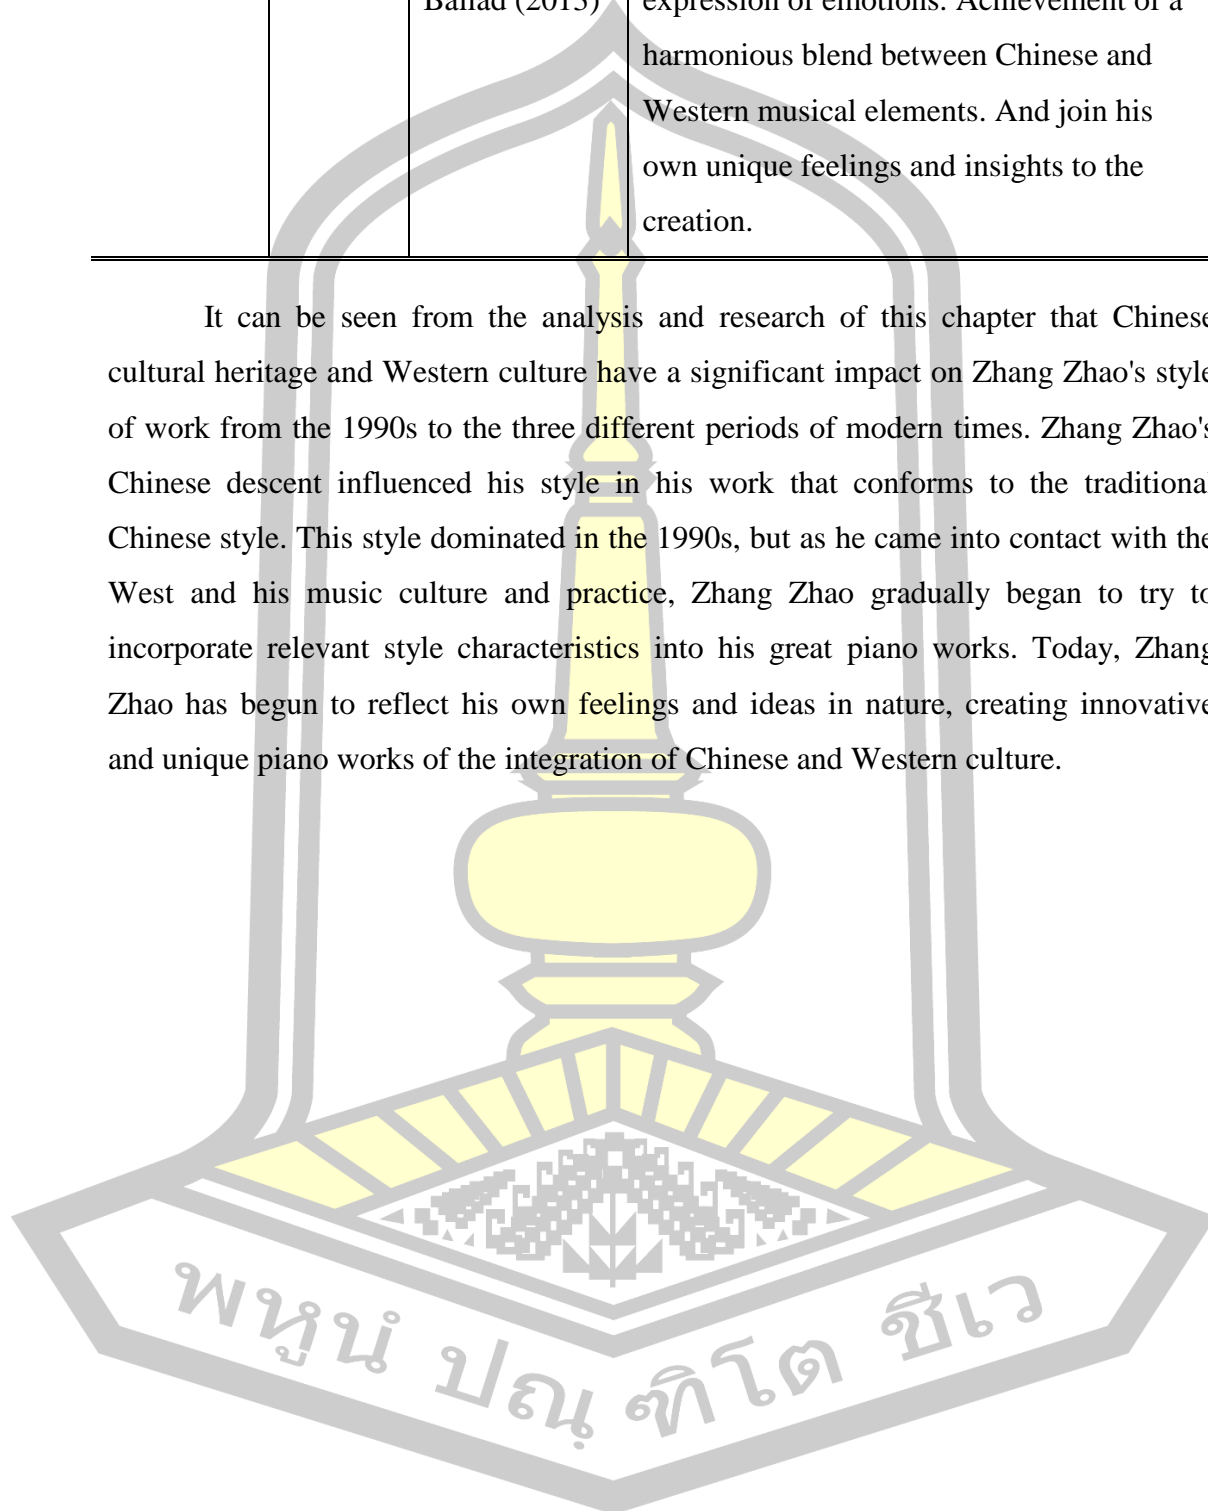 Ballad (2015) expression of emotions. Achievement of a
harmonious blend between Chinese and
Western musical elements. And join his
own unique feelings and insights to the
creation.
It can be seen from the analysis and research of this chapter that Chinese
cultural heritage and Western culture have a significant impact on Zhang Zhao's style
of work from the 1990s to the three different periods of modern times. Zhang Zhao's
Chinese descent influenced his style in his work that conforms to the traditional
Chinese style. This style dominated in the 1990s, but as he came into contact with the
West and his music culture and practice, Zhang Zhao gradually began to try to
incorporate relevant style characteristics into his great piano works. Today, Zhang
Zhao has begun to reflect his own feelings and ideas in nature, creating innovative
and unique piano works of the integration of Chinese and Western culture.
พหูนํ ปณฺฑิโต ชีเว